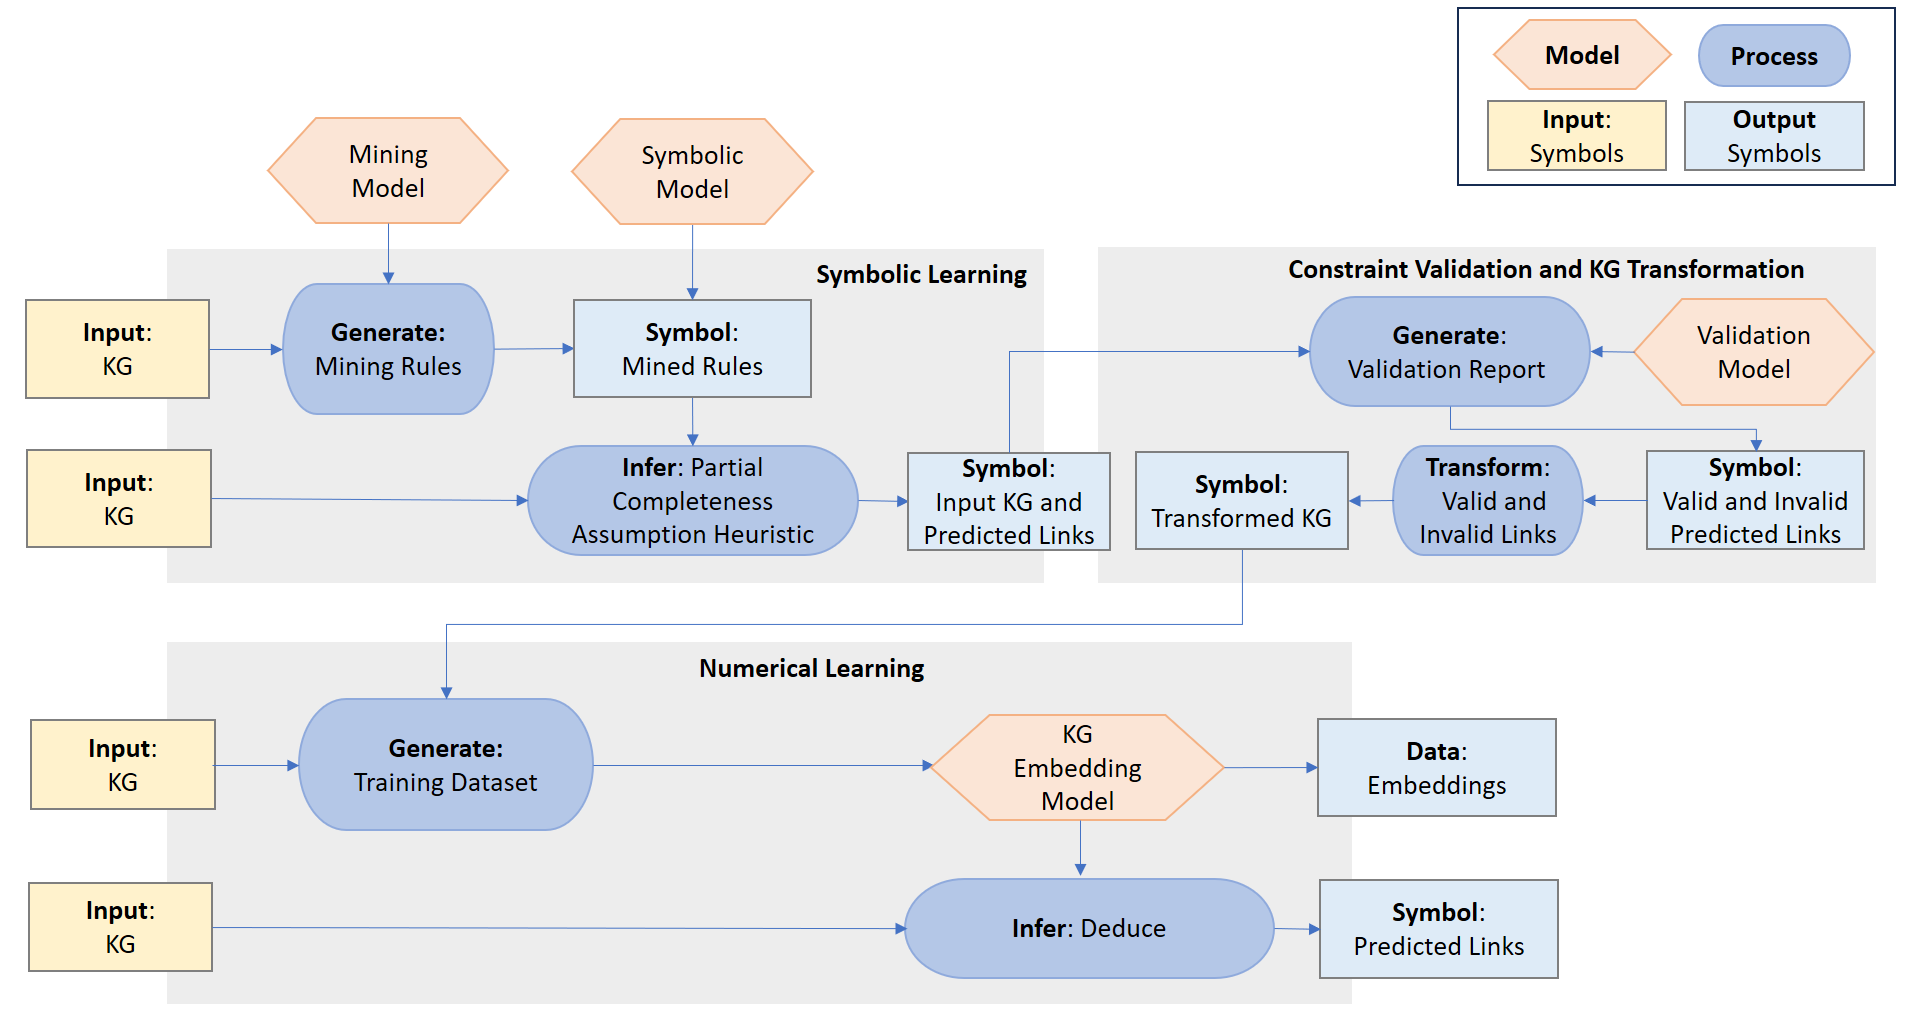 Model
Process
Input:
Symbols
Output
Symbols
Mining
Model
Symbolic
Model
Symbolic Learning
Input:
KG
Generate:
Mining Rules
Symbol:
Mined Rules
Input:
KG
Infer: Partial
Completeness
Assumption Heuristic
Symbol:
Input KG and
Predicted Links
Constraint Validation and KG Transformation
Generate:
Validation Report
Validation
Model
Symbol:
Transformed KG
Transform:
Valid and
Invalid Links
Symbol:
Valid and Invalid
Predicted Links
Numerical Learning
Input:
KG
Generate:
Training Dataset
KG
Embedding
Model
Data:
Embeddings
Input:
KG
Infer: Deduce
Symbol:
Predicted Links